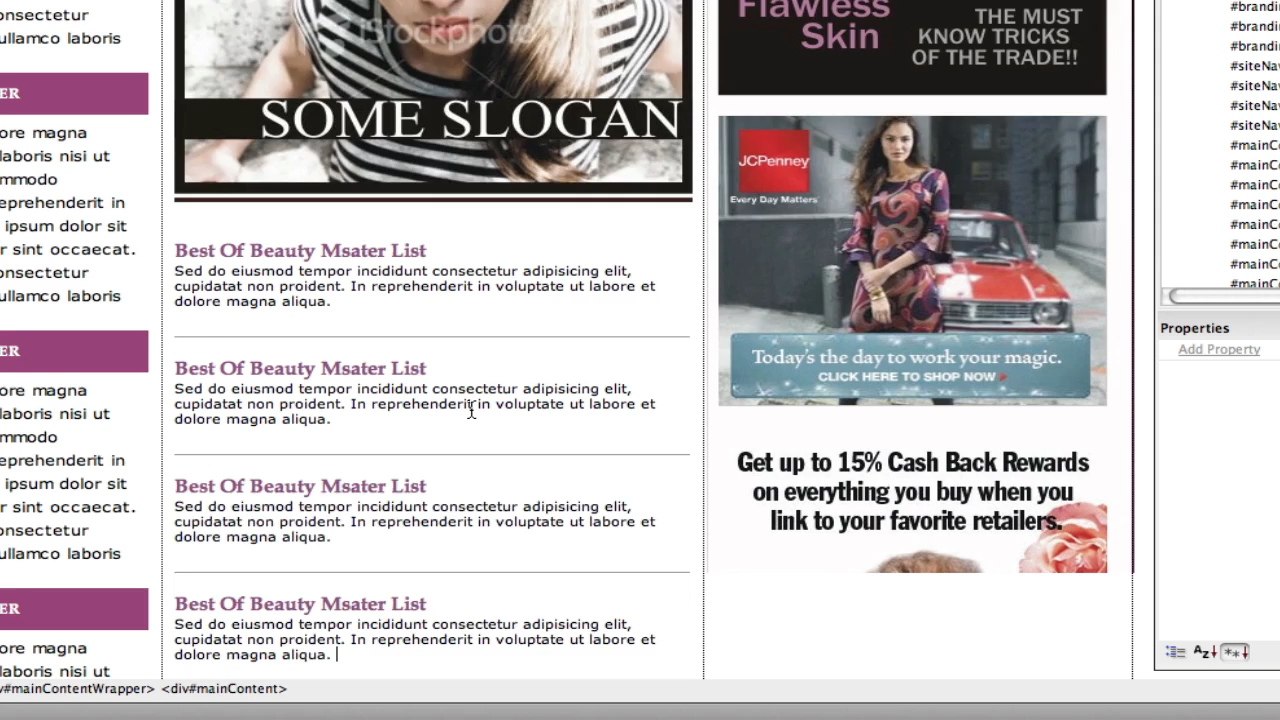 onsectetur
ullamco laboris
ER
ore magna
laboris nisi ut
mmodo
eprehenderit in
ipsum dolor sit
r sint occaecat.
onsectetur
ullamco laboris
ER
ore magna
laboris nisi ut
mmodo
eprehenderit in
ipsum dolor sit
r sint occaecat.
onsectetur
ullamco laboris
ER
ore magna
laboris nisi ut
iStockphoto
SOME SLOGAN
Best Of Beauty Msater List
Sed do eiusmod tempor incididunt consectetur adipisicing elit,
cupidatat non proident. In reprehenderit in voluptate ut labore et
dolore magna aliqua.
Best Of Beauty Msater List
Sed do eiusmod tempor incididunt consectetur adipisicing elit,
cupidatat non proident. In reprehenderit in voluptate ut labore et
dolore magna aliqua.
Best Of Beauty Msater List
Sed do eiusmod tempor incididunt consectetur adipisicing elit,
cupidatat non proident. In reprehenderit in voluptate ut labore et
dolore magna aliqua.
Best Of Beauty Msater List
Sed do eiusmod tempor incididunt consectetur adipisicing elit,
cupidatat non proident. In reprehenderit in voluptate ut labore et
dolore magna aliqua.
Flawless
Skin
THE MUST
KNOW TRICKS
OF THE TRADE!!
JCPenney
Every Day Matters
Today's the day to work your magic.
CLICK HERE TO SHOP NOW
Get up to 15% Cash Back Rewards
on everything you buy when you
link to your favorite retailers.
#brandi
#brandi
#brandi
#siteNav
#siteNav
#siteNav
#siteNav
#mainCo
#mainCo
#mainCo
#mainCo
#mainCo
#mainCo
#mainCo
Properties
Add Property
AZ
**
v#mainContentWrapper> <div#mainContent>